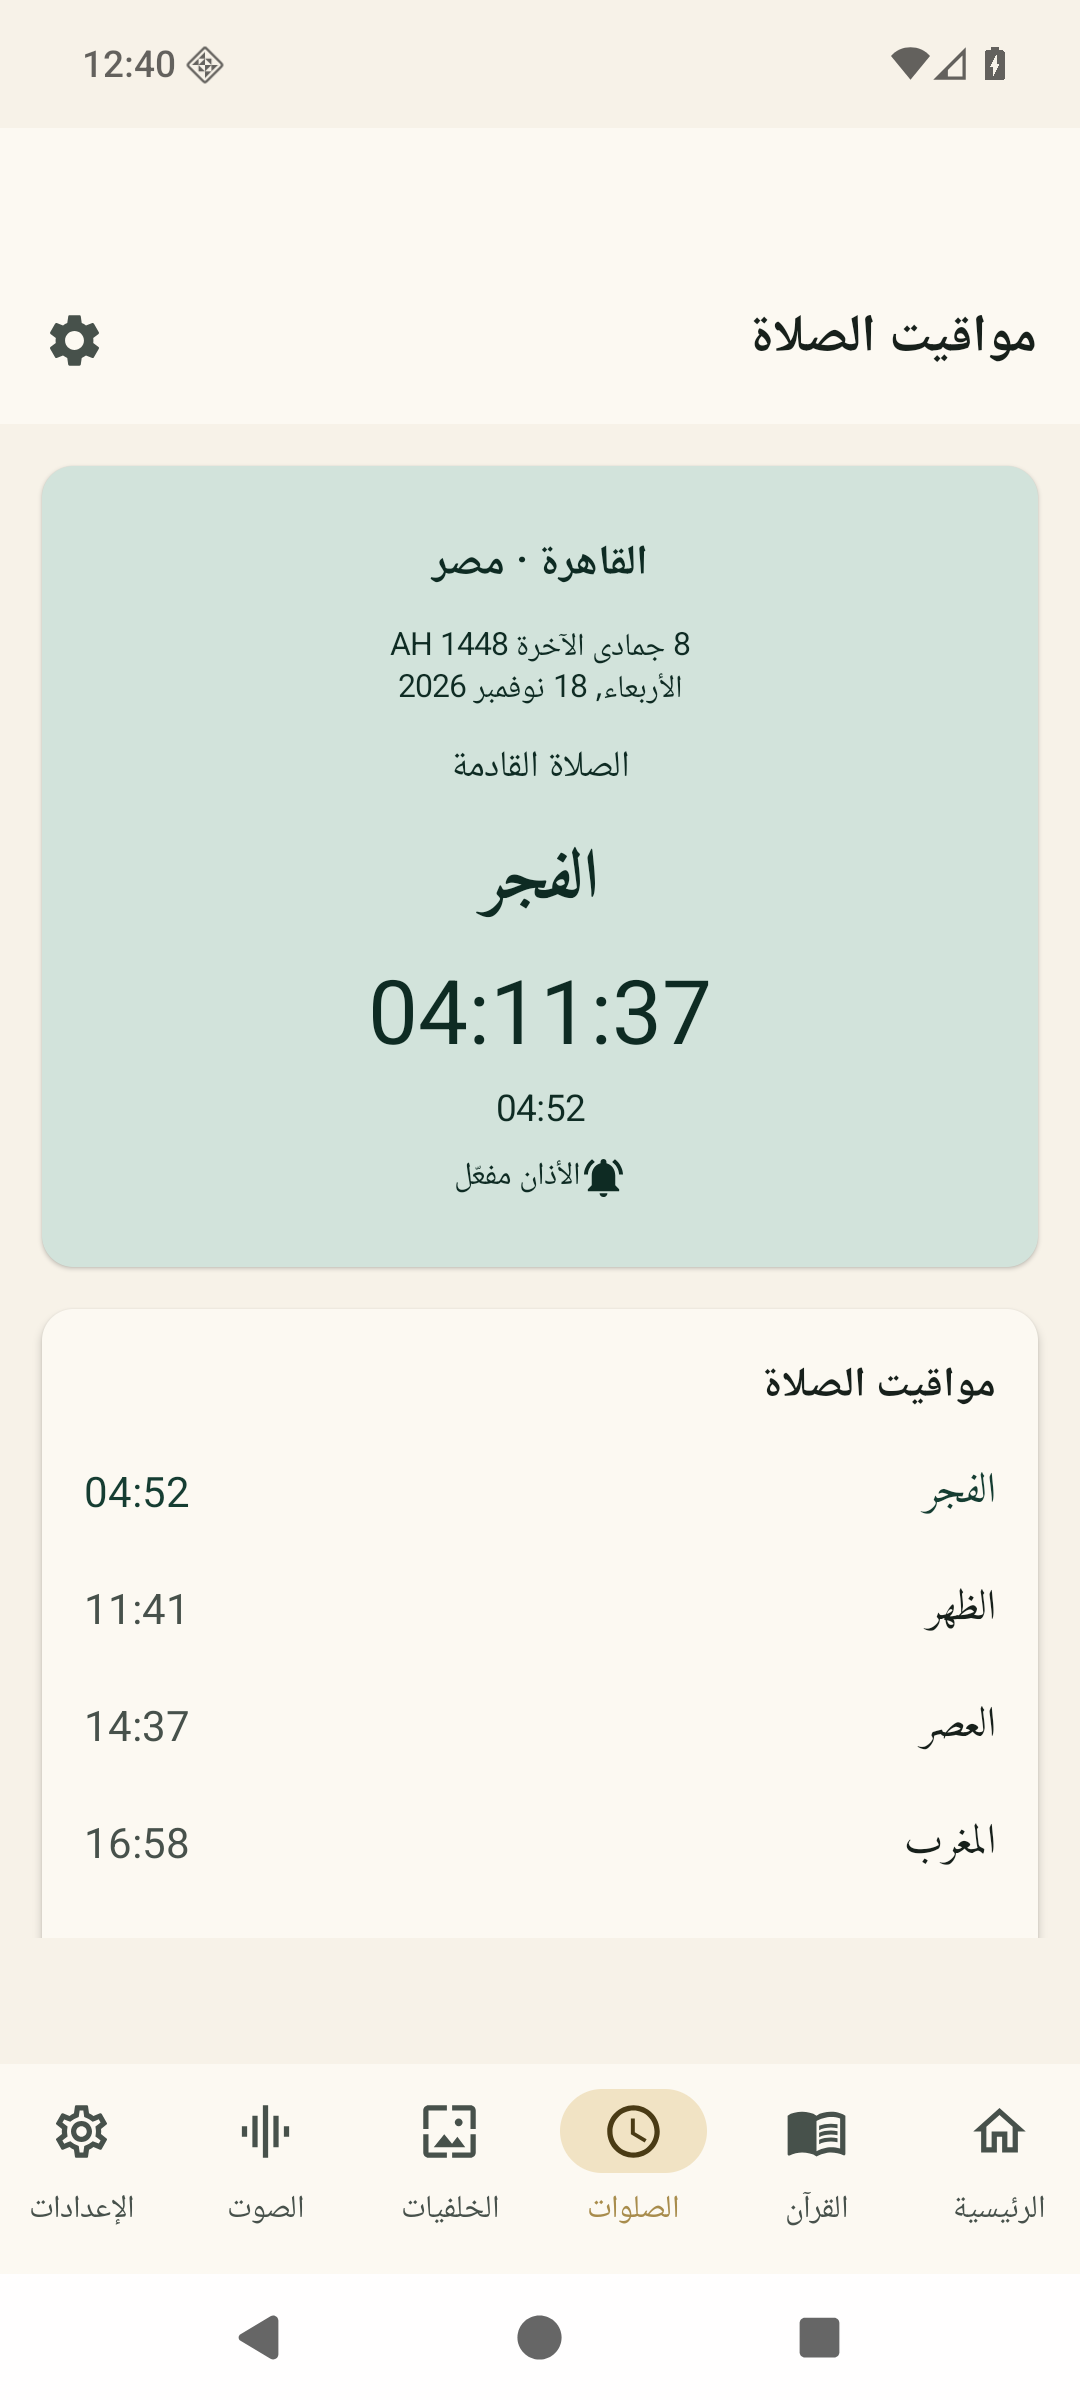 12:40
مواقيت الصلاة
القاهرة · مصر
8 جمادى الآخرة 1448 AH
الأربعاء, 18 نوفمبر 2026
الصلاة القادمة
الفجر
04:11:37
04:52
الأذان مفعّل
مواقيت الصلاة
الفجر 04:52
الظهر 11:41
العصر 14:37
المغرب 16:58
الرئيسية القرآن الصلوات الخلفيات الصوت الإعدادات